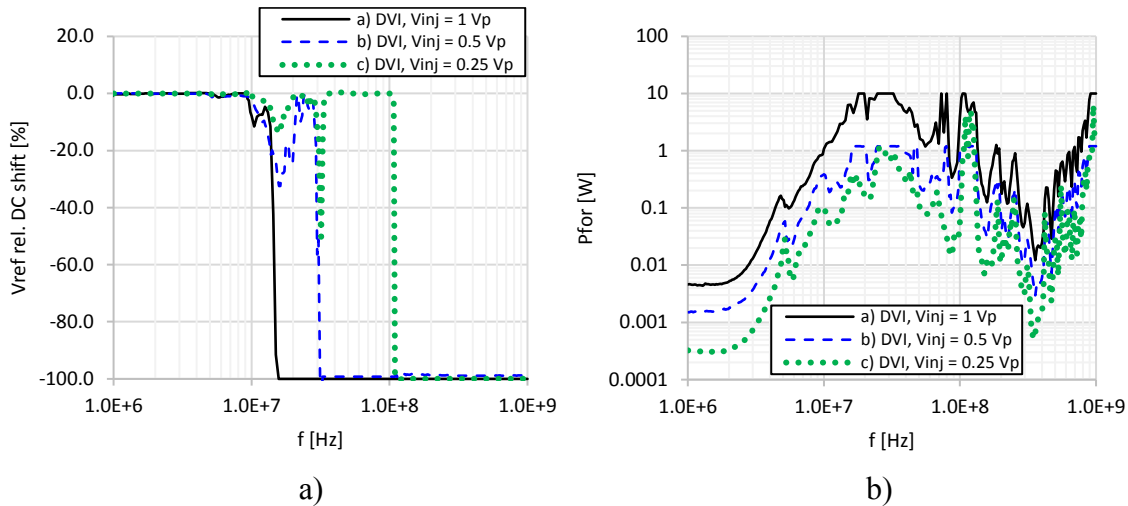 a) DVI, Vinj = 1 Vp
b) DVI, Vinj = 0.5 Vp
c) DVI, Vinj = 0.25 Vp
20.0
0.0
-20.0
-40.0
-60.0
-80.0
-100.0
Vref rel. DC shift [%]
1.0E+6
1.0E+7
1.0E+8
1.0E+9
f [Hz]
a)
100
10
1
0.1
0.01
0.001
0.0001
Pfor [W]
a) DVI, Vinj = 1 Vp
b) DVI, Vinj = 0.5 Vp
c) DVI, Vinj = 0.25 Vp
1.0E+6
1.0E+7
1.0E+8
1.0E+9
f [Hz]
b)